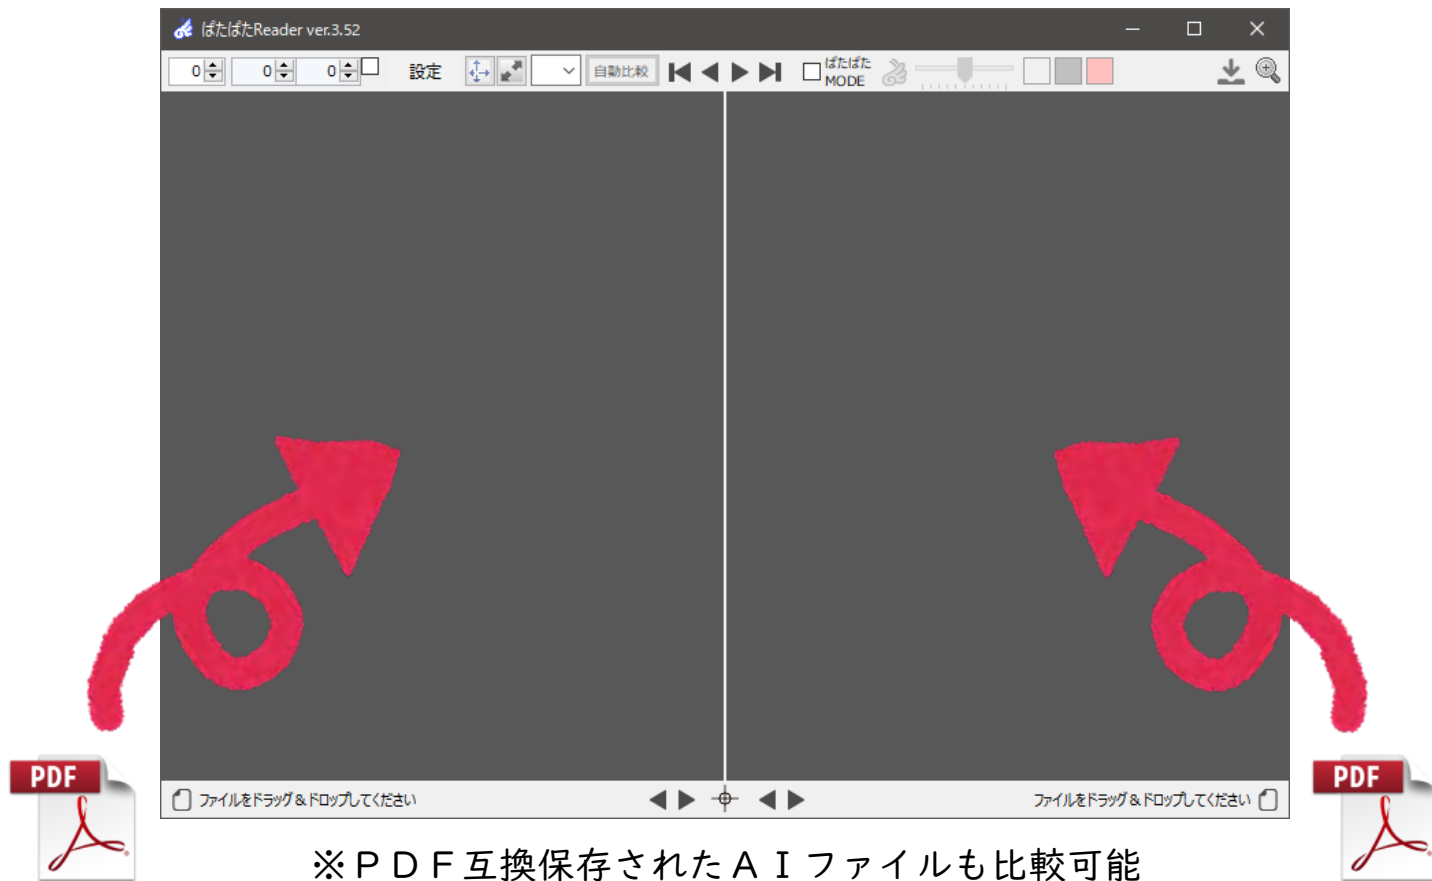 ぱたぱたReader ver.3.52
0 0 0 設定 自動比較 ぱたぱた
MODE
PDF
PDF
ファイルをドラッグ&ドロップしてください
ファイルをドラッグ&ドロップしてください
※ＰＤＦ互換保存されたＡＩファイルも比較可能